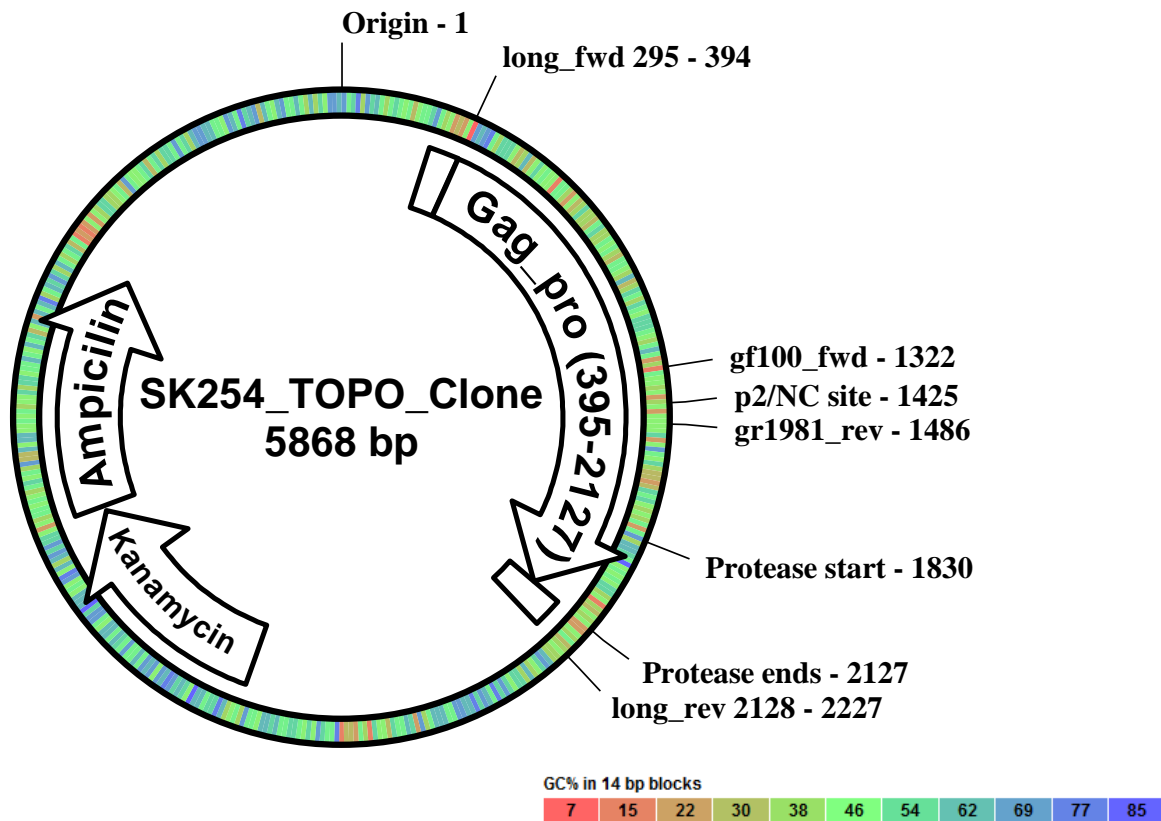 Origin - 1
long_fwd 295 - 394
Gag_pro (395-2127)
gf100_fwd - 1322
p2/NC site - 1425
gr1981_rev - 1486
Ampicilin
SK254_TOPO_Clone
5868 bp
Kanamycin
Protease start - 1830
Protease ends - 2127
long_rev 2128 - 2227
GC% in 14 bp blocks
7 15 22 30 38 46 54 62 69 77 85